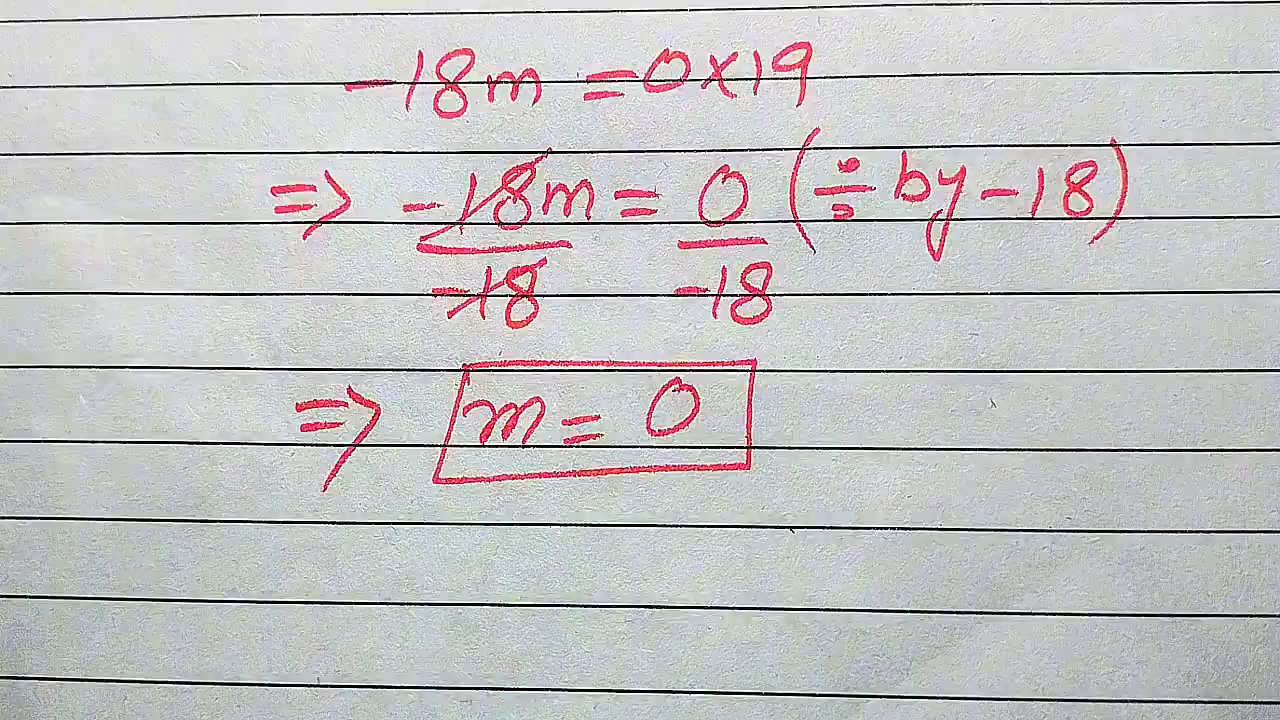 -18m = 0×19
=> -18m/-18 = 0/-18 (÷ by -18)
=> m = 0